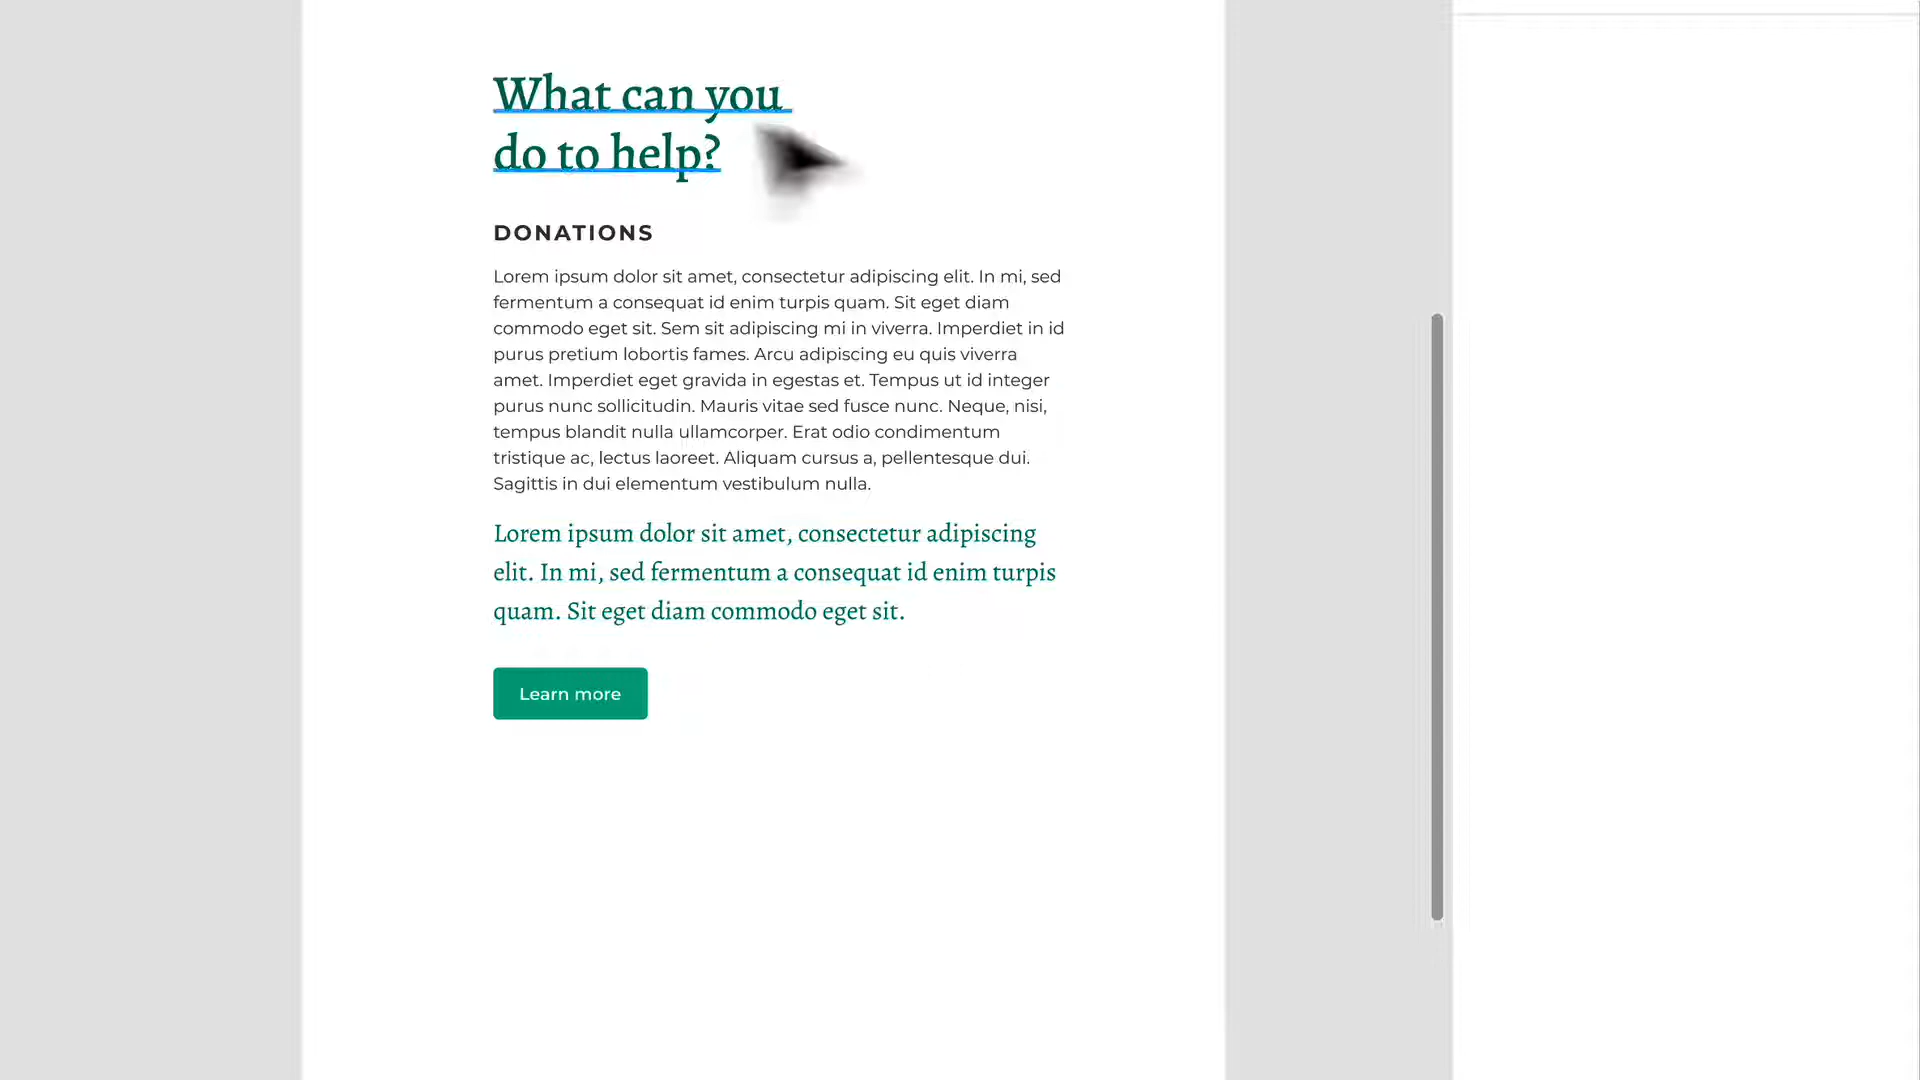 What can you
do to help?
DONATIONS
Lorem ipsum dolor sit amet, consectetur adipiscing elit. In mi, sed
fermentum a consequat id enim turpis quam. Sit eget diam
commodo eget sit. Sem sit adipiscing mi in viverra. Imperdiet in id
purus pretium lobortis fames. Arcu adipiscing eu quis viverra
amet. Imperdiet eget gravida in egestas et. Tempus ut id integer
purus nunc sollicitudin. Mauris vitae sed fusce nunc. Neque, nisi,
tempus blandit nulla ullamcorper. Erat odio condimentum
tristique ac, lectus laoreet. Aliquam cursus a, pellentesque dui.
Sagittis in dui elementum vestibulum nulla.
Lorem ipsum dolor sit amet, consectetur adipiscing
elit. In mi, sed fermentum a consequat id enim turpis
quam. Sit eget diam commodo eget sit.
Learn more